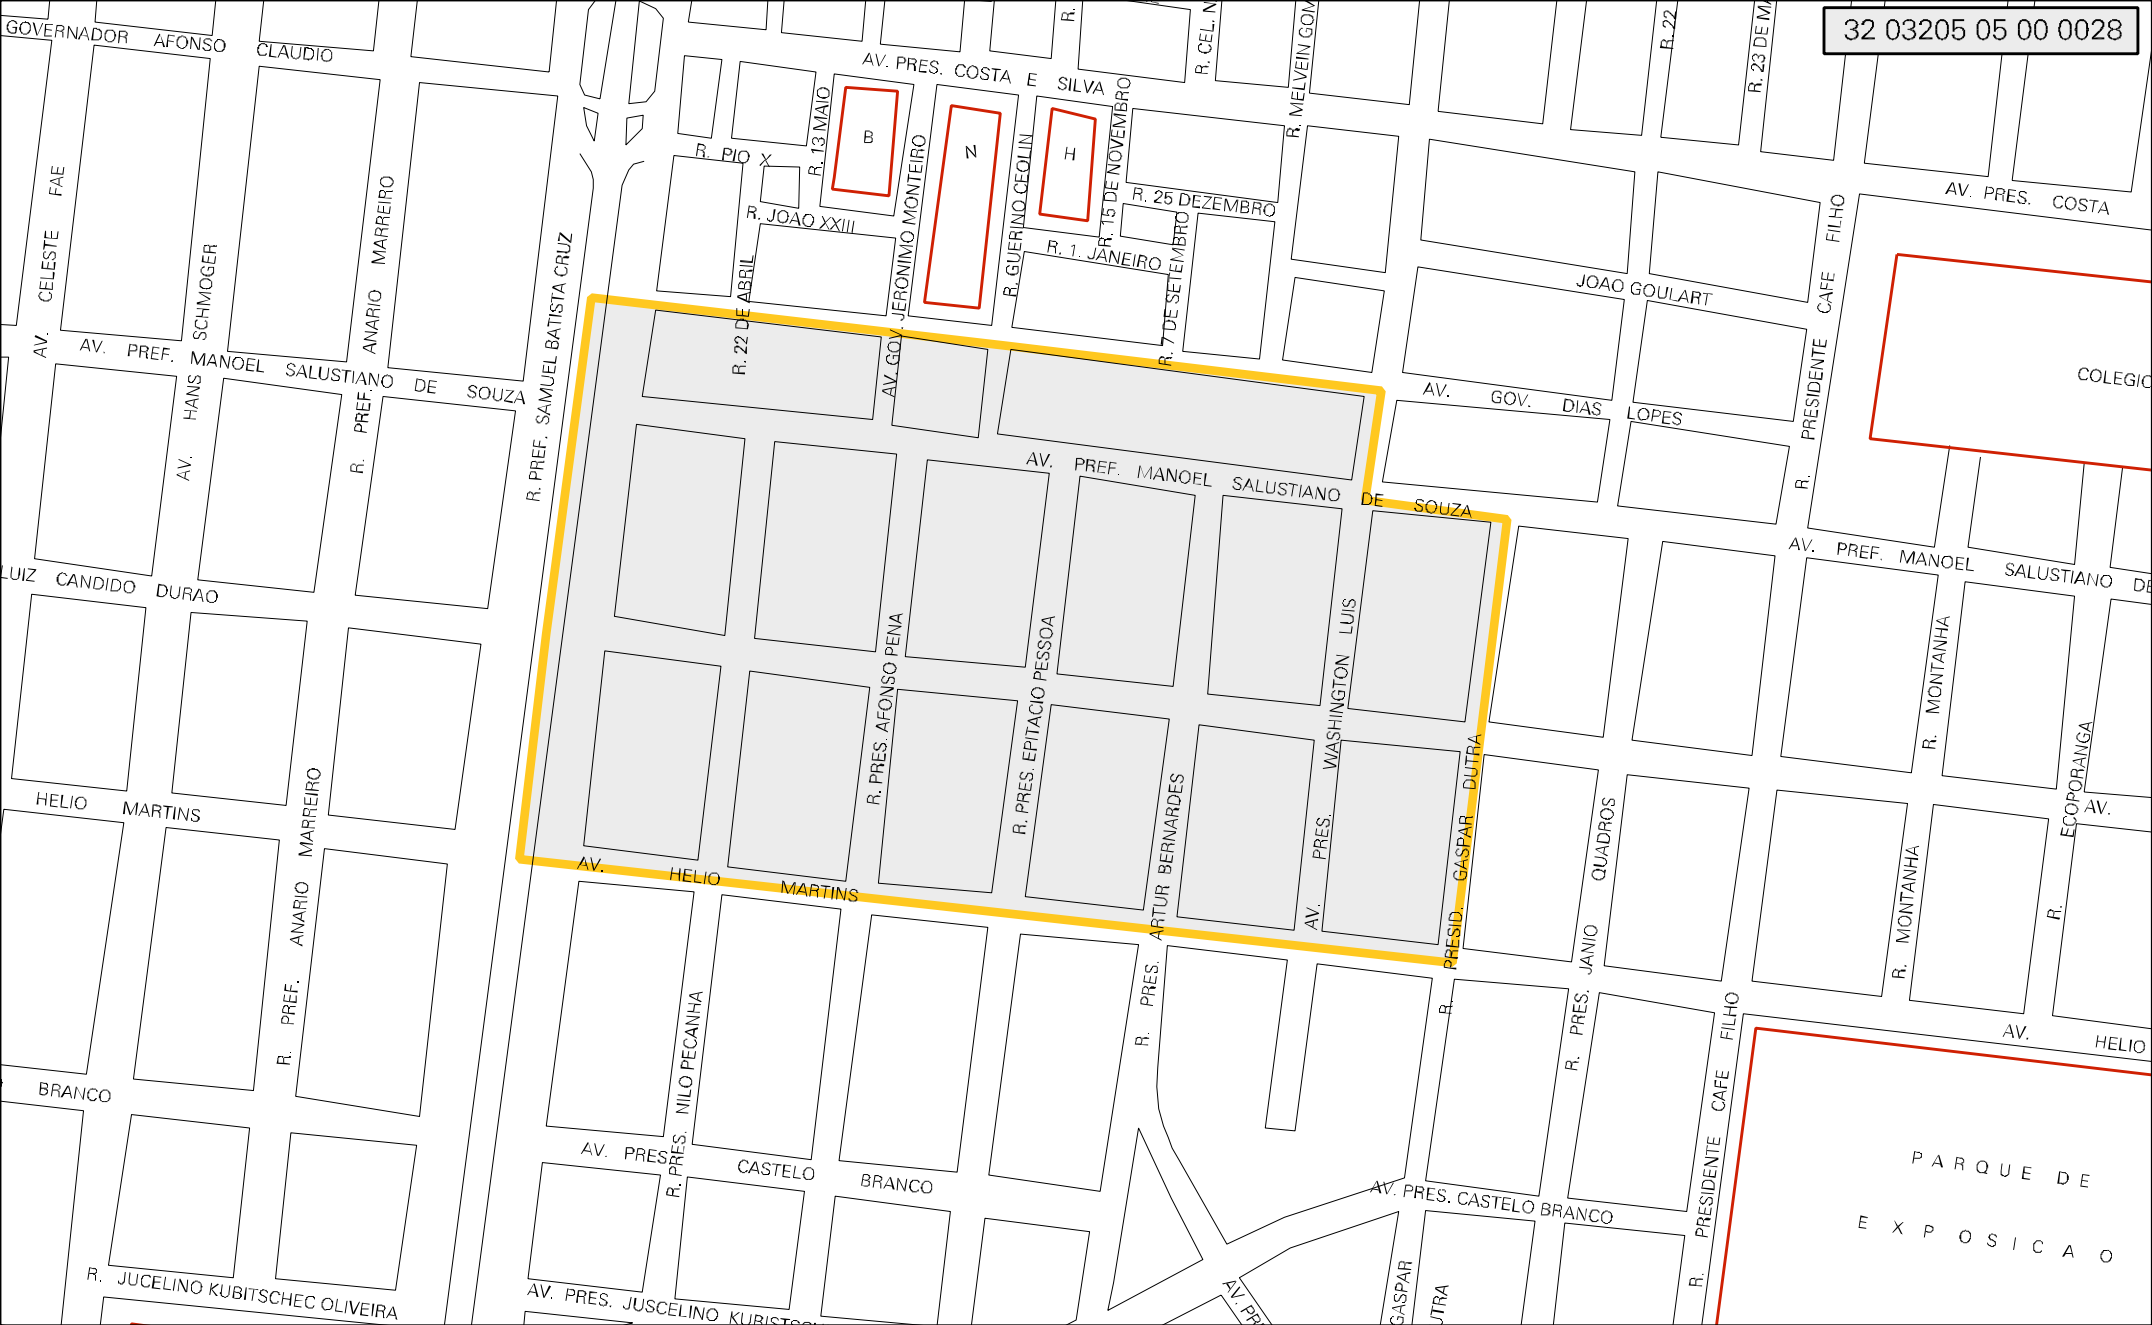 32 03205 05 00 0028
GOVERNADOR AFONSO CLAUDIO
AV. PRES. COSTA E SILVA
R.
R. CEL. N
R. MELVEIN GOM
R. 22
R. 23 DE MA
R. 13 MAIO
B
N
H
R. PIO X
R. JOAO XXIII
R. 22 DE ABRIL
AV. GOV. JERONIMO MONTEIRO
R. GUERINO CEOLIN
R. 15 DE NOVEMBRO
R. 25 DEZEMBRO
R. 1. JANEIRO
R. 7 DE SETEMBRO
AV. PRES. COSTA
JOAO GOULART
R. PRESIDENTE CAFE FILHO
COLEGIO
AV. CELESTE FAE
AV. HANS SCHMOGER
R. PREF. ANARIO MARREIRO
R. PREF. SAMUEL BATISTA CRUZ
AV. PREF. MANOEL SALUSTIANO DE SOUZA
AV. GOV. DIAS LOPES
AV. PREF. MANOEL SALUSTIANO DE SOUZA
AV. PREF. MANOEL SALUSTIANO DE
LUIZ CANDIDO DURAO
R. PRES. AFONSO PENA
R. PRES. EPITACIO PESSOA
R. PRES. ARTUR BERNARDES
AV. PRES. WASHINGTON LUIS
R. PRESID. GASPAR DUTRA
R. PRES. JANIO QUADROS
R. MONTANHA
R. MONTANHA
R. ECOPORANGA
AV.
HELIO MARTINS
R. PREF. ANARIO MARREIRO
AV. HELIO MARTINS
R. PRES. NILO PECANHA
R. PRESIDENTE CAFE FILHO
AV. HELIO
BRANCO
AV. PRES. CASTELO BRANCO
AV. PRES. CASTELO BRANCO
PARQUE DE
EXPOSICAO
R. JUCELINO KUBITSCHEC OLIVEIRA
AV. PRES. JUSCELINO KUBISTSC
AV. PR
GASPAR
UTRA